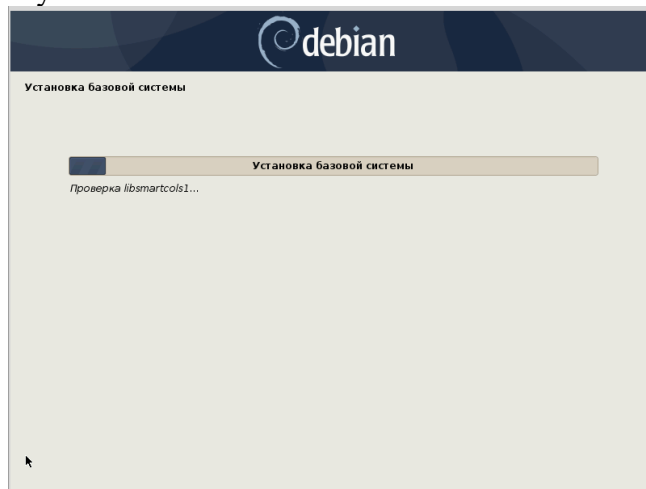 debian
Установка базовой системы
Установка базовой системы
Проверка libsmartcols1...